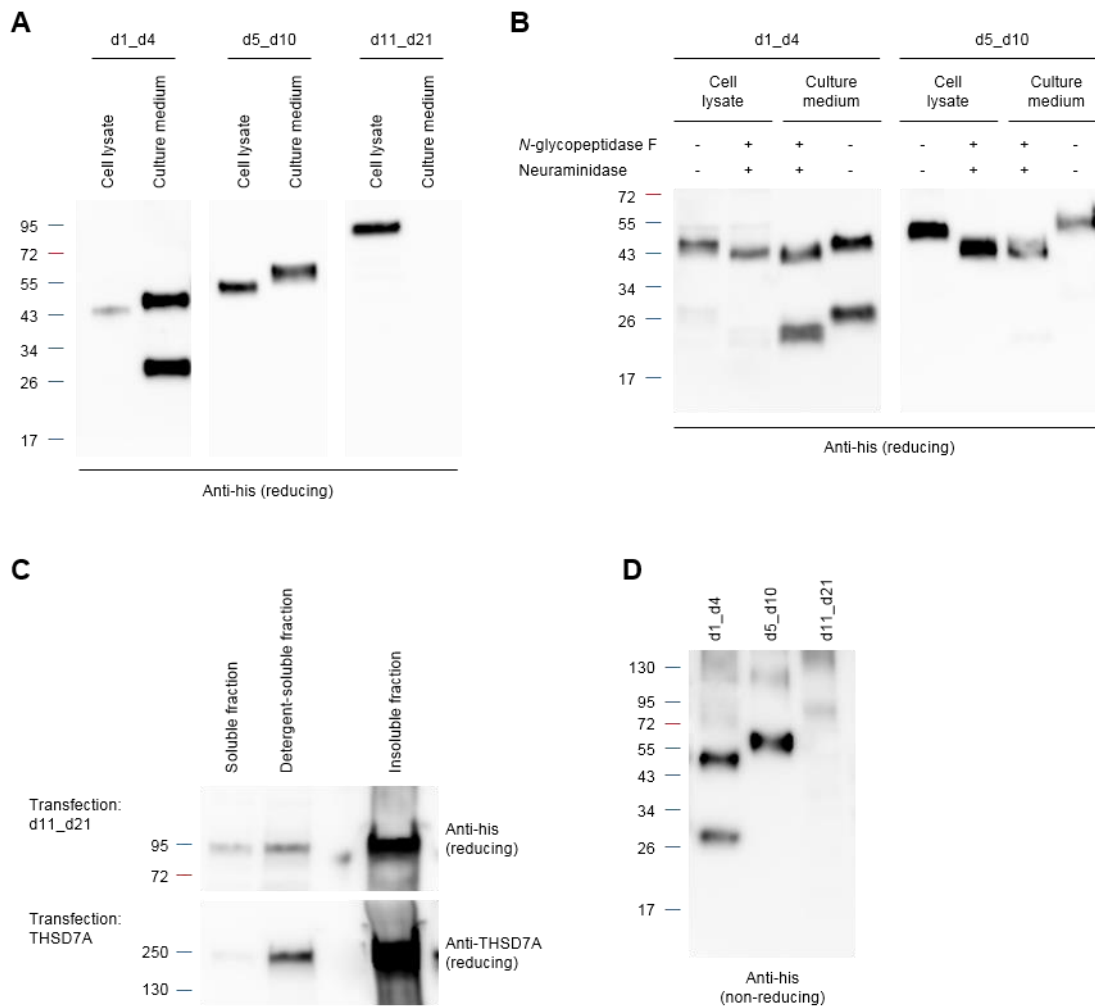 A
d1_d4
d5_d10
d11_d21
Cell lysate
Culture medium
Cell lysate
Culture medium
Cell lysate
Culture medium
95
72
55
43
34
26
17
Anti-his (reducing)
B
d1_d4
d5_d10
Cell lysate
Culture medium
Cell lysate
Culture medium
N-glycopeptidase F - + + - - + + -
Neuraminidase - + + - - + + -
72
55
43
34
26
17
Anti-his (reducing)
C
Soluble fraction
Detergent-soluble fraction
Insoluble fraction
Transfection:
d11_d21
95
72
Anti-his
(reducing)
Transfection:
THSD7A
250
130
Anti-THSD7A
(reducing)
D
d1_d4
d5_d10
d11_d21
130
95
72
55
43
34
26
17
Anti-his
(non-reducing)